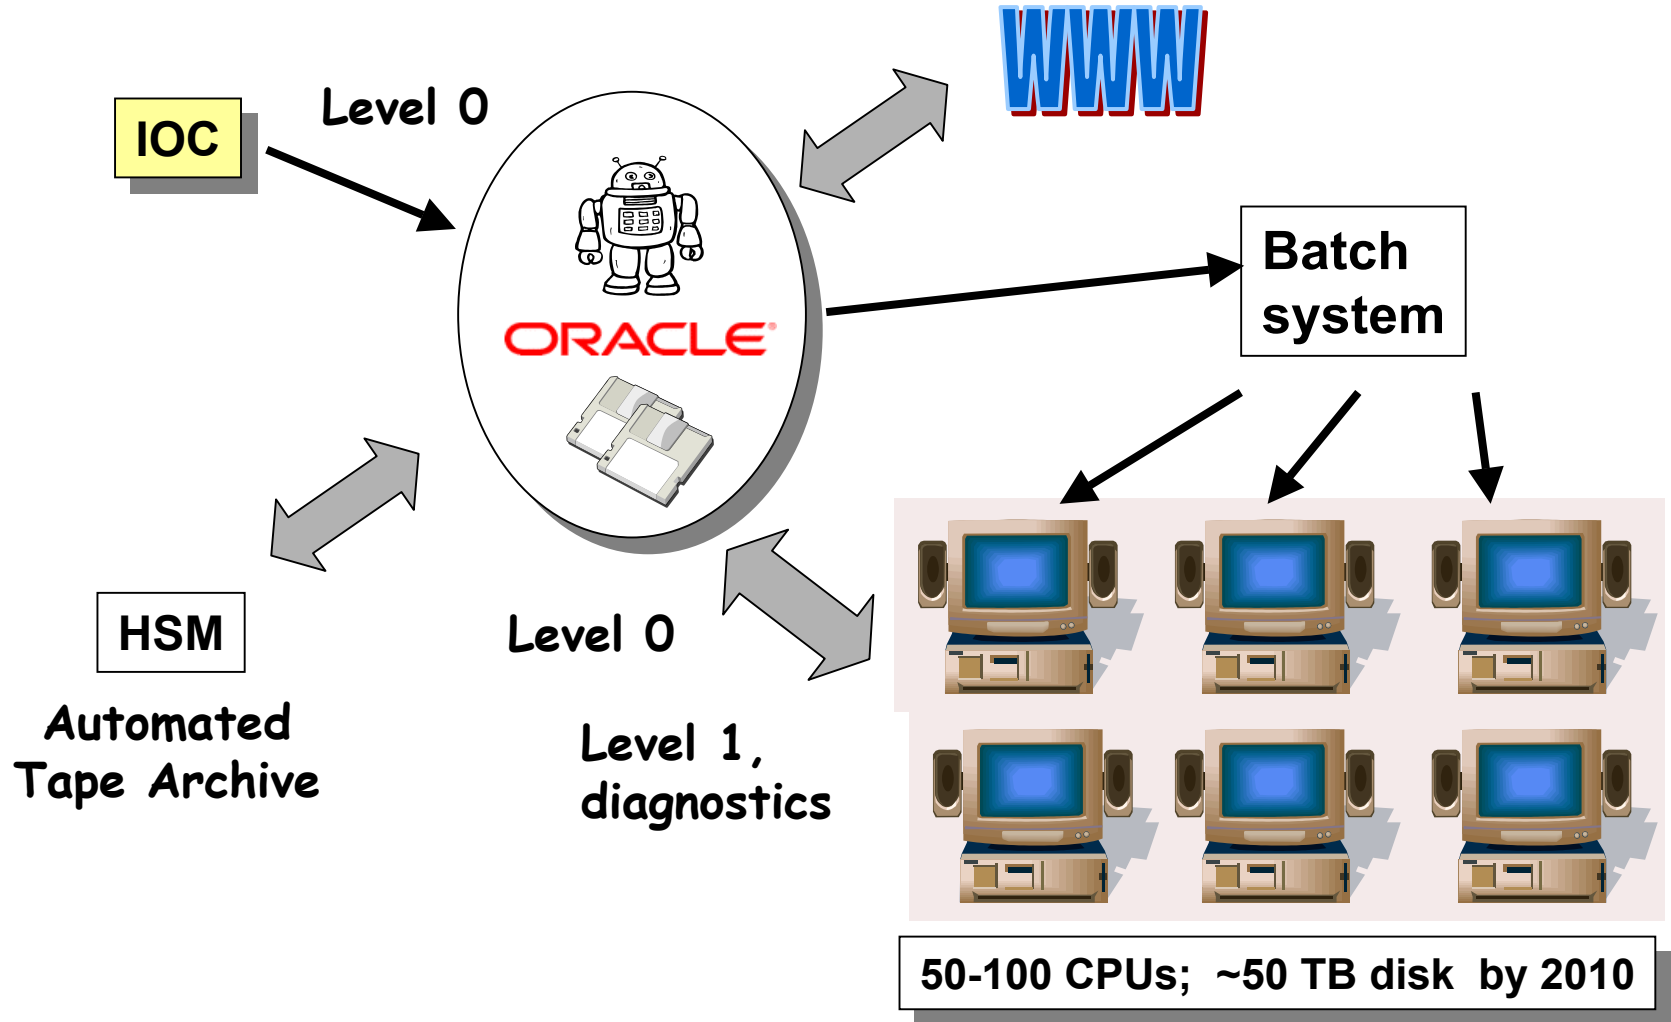 WWW
Level 0
IOC
Batch
system
ORACLE®
Level 0
HSM
Automated
Tape Archive
Level 1,
diagnostics
50-100 CPUs; ~50 TB disk by 2010